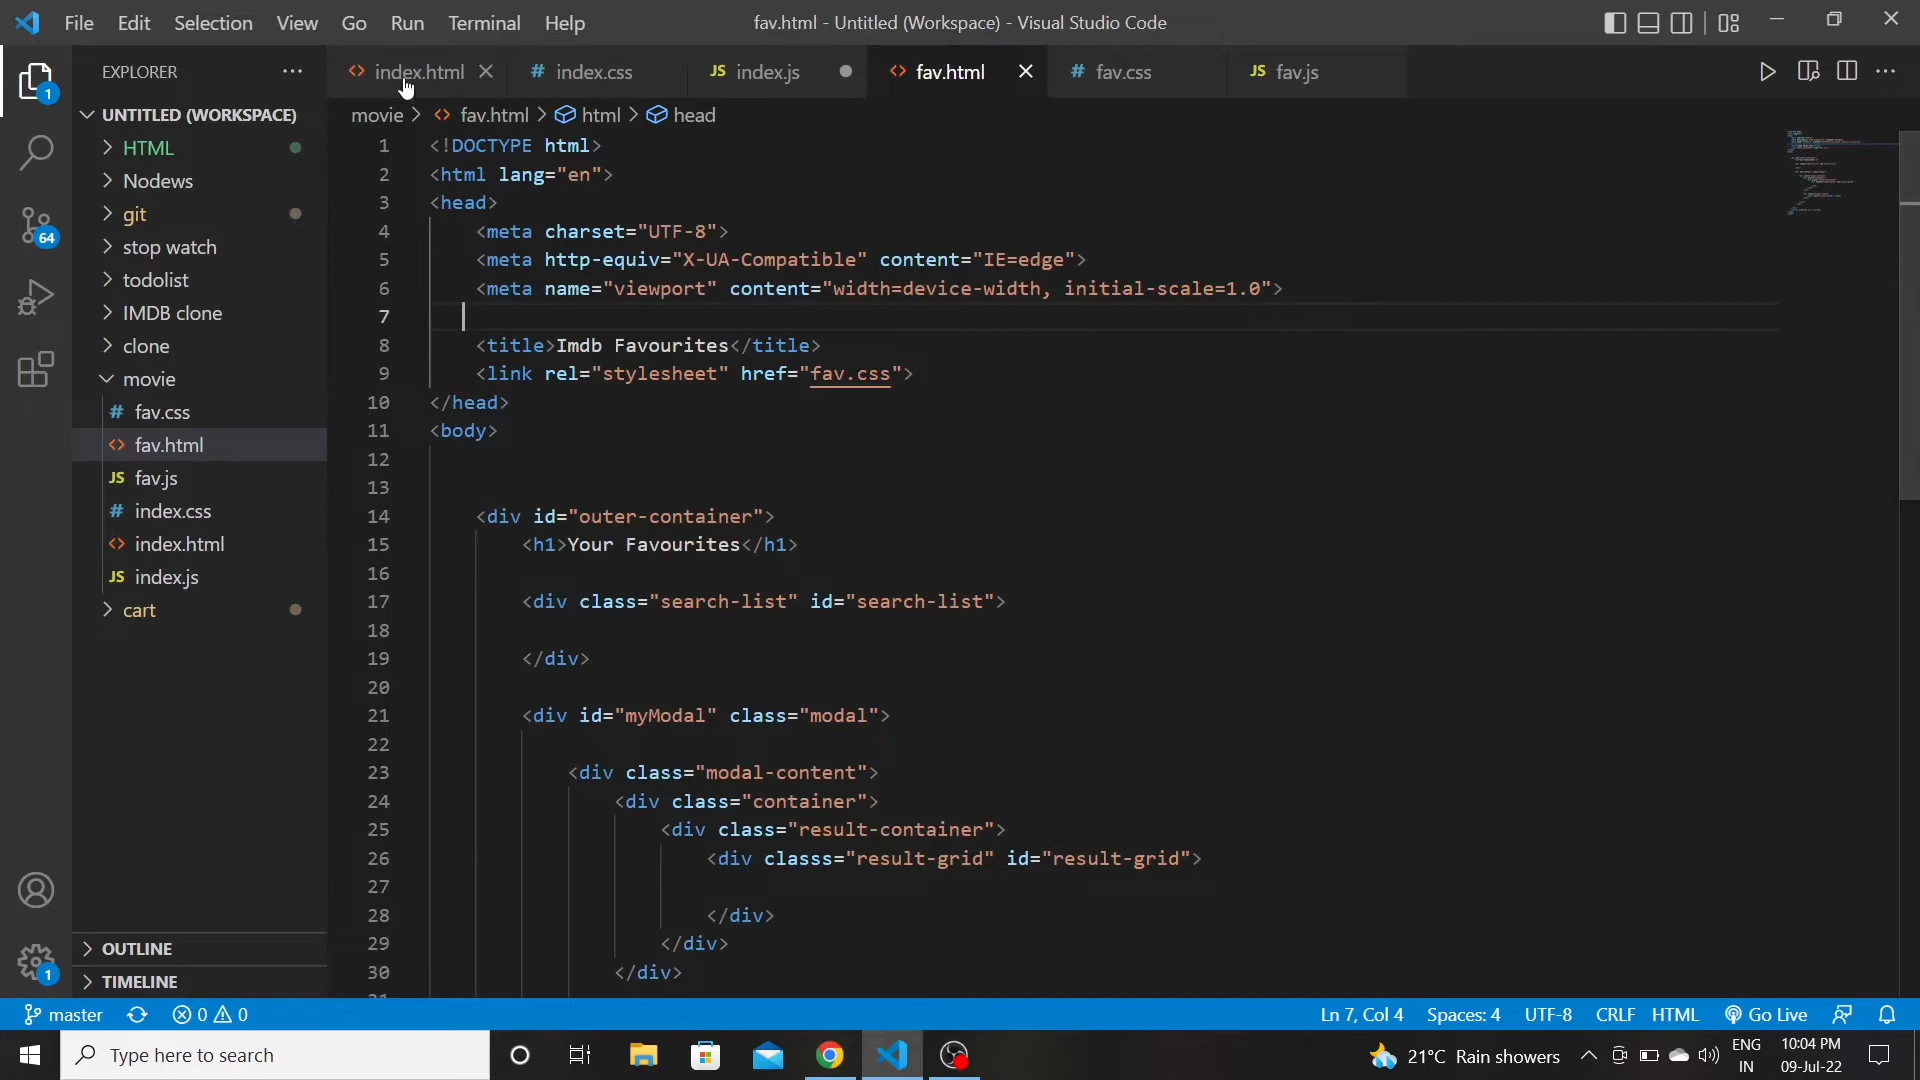 File Edit Selection View Go Run Terminal Help
fav.html - Untitled (Workspace) - Visual Studio Code
EXPLORER
index.html index.css JS index.js fav.html fav.css JS fav.js
movie > fav.html > html > head
UNTITLED (WORKSPACE)
HTML
Nodews
git
stop watch
todolist
IMDB clone
clone
movie
# fav.css
<> fav.html
JS fav.js
# index.css
<> index.html
JS index.js
cart
OUTLINE
TIMELINE
1
64
1
1 <!DOCTYPE html>
2 <html lang="en">
3 <head>
4 <meta charset="UTF-8">
5 <meta http-equiv="X-UA-Compatible" content="IE=edge">
6 <meta name="viewport" content="width=device-width, initial-scale=1.0">
7
8 <title>Imdb Favourites</title>
9 <link rel="stylesheet" href="fav.css">
10 </head>
11 <body>
12
13
14 <div id="outer-container">
15 <h1>Your Favourites</h1>
16
17 <div class="search-list" id="search-list">
18
19 </div>
20
21 <div id="myModal" class="modal">
22
23 <div class="modal-content">
24 <div class="container">
25 <div class="result-container">
26 <div classs="result-grid" id="result-grid">
27
28 </div>
29 </div>
30 </div>
master 0 0 Ln 7, Col 4 Spaces: 4 UTF-8 CRLF HTML Go Live
Type here to search
21°C Rain showers
ENG
IN
10:04 PM
09-Jul-22